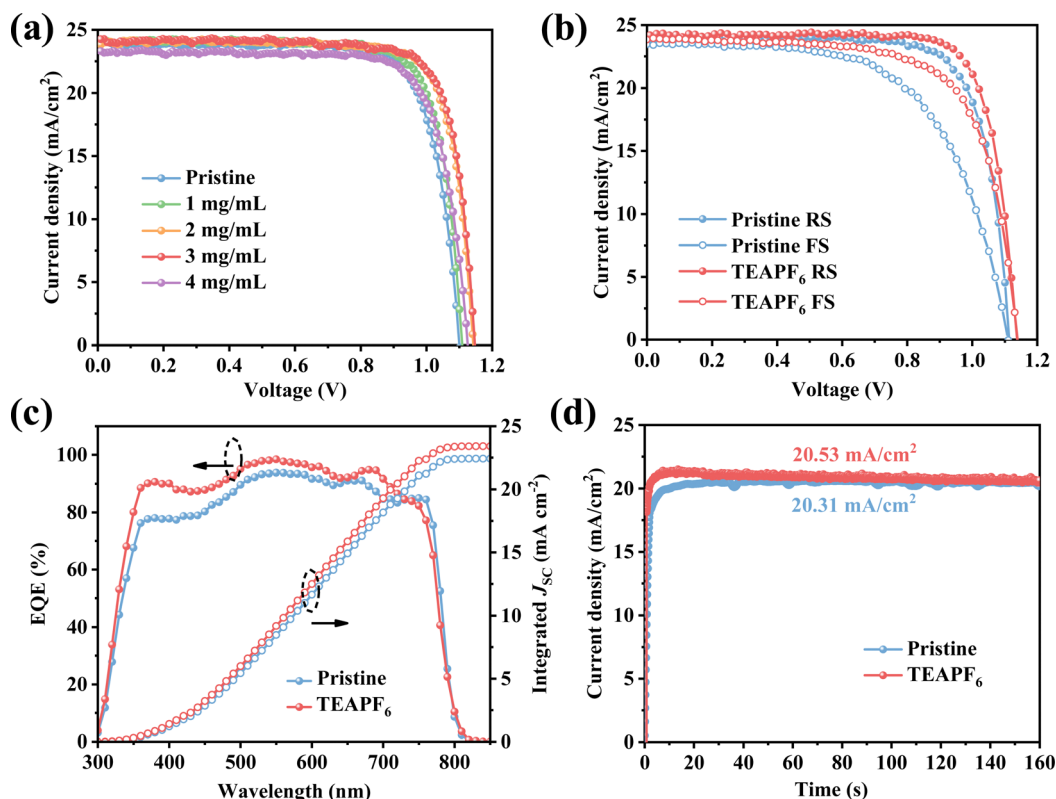 (a)
25
20
15
10
5
0
Current density (mA/cm²)
Pristine
1 mg/mL
2 mg/mL
3 mg/mL
4 mg/mL
0.0 0.2 0.4 0.6 0.8 1.0 1.2
Voltage (V)
(b)
25
20
15
10
5
0
Current density (mA/cm²)
Pristine RS
Pristine FS
TEAPF₆ RS
TEAPF₆ FS
0.0 0.2 0.4 0.6 0.8 1.0 1.2
Voltage (V)
(c)
100
80
60
40
20
0
EQE (%)
Pristine
TEAPF₆
25
20
15
10
5
0
Integrated JSC (mA cm⁻²)
300 400 500 600 700 800
Wavelength (nm)
(d)
25
20
15
10
5
0
Current density (mA/cm²)
20.53 mA/cm²
20.31 mA/cm²
Pristine
TEAPF₆
0 20 40 60 80 100 120 140 160
Time (s)